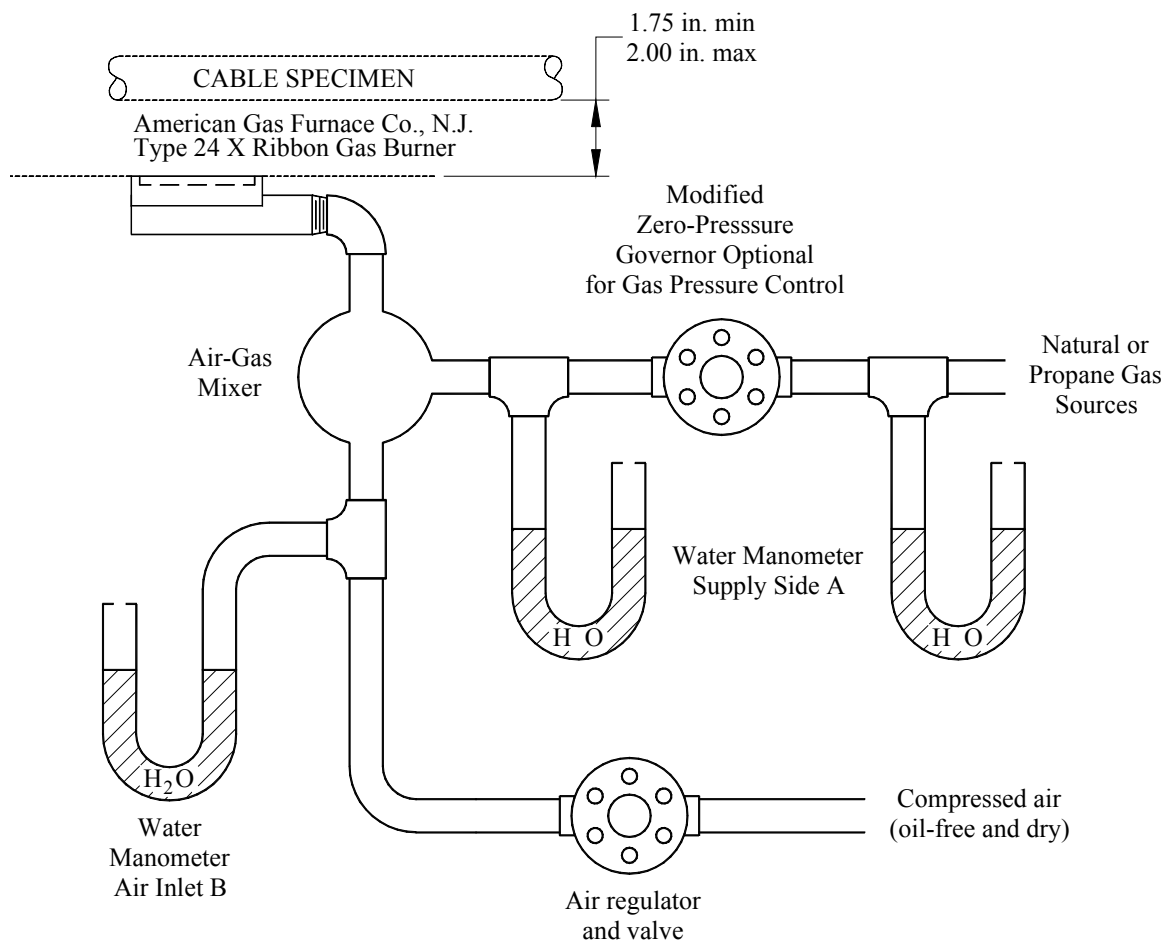 1.75 in. min
2.00 in. max
CABLE SPECIMEN
American Gas Furnace Co., N.J.
Type 24 X Ribbon Gas Burner
Modified
Zero-Presssure
Governor Optional
for Gas Pressure Control
Air-Gas
Mixer
Natural or
Propane Gas
Sources
Water Manometer
Supply Side A
H O
H O
H₂O
Water
Manometer
Air Inlet B
Compressed air
(oil-free and dry)
Air regulator
and valve